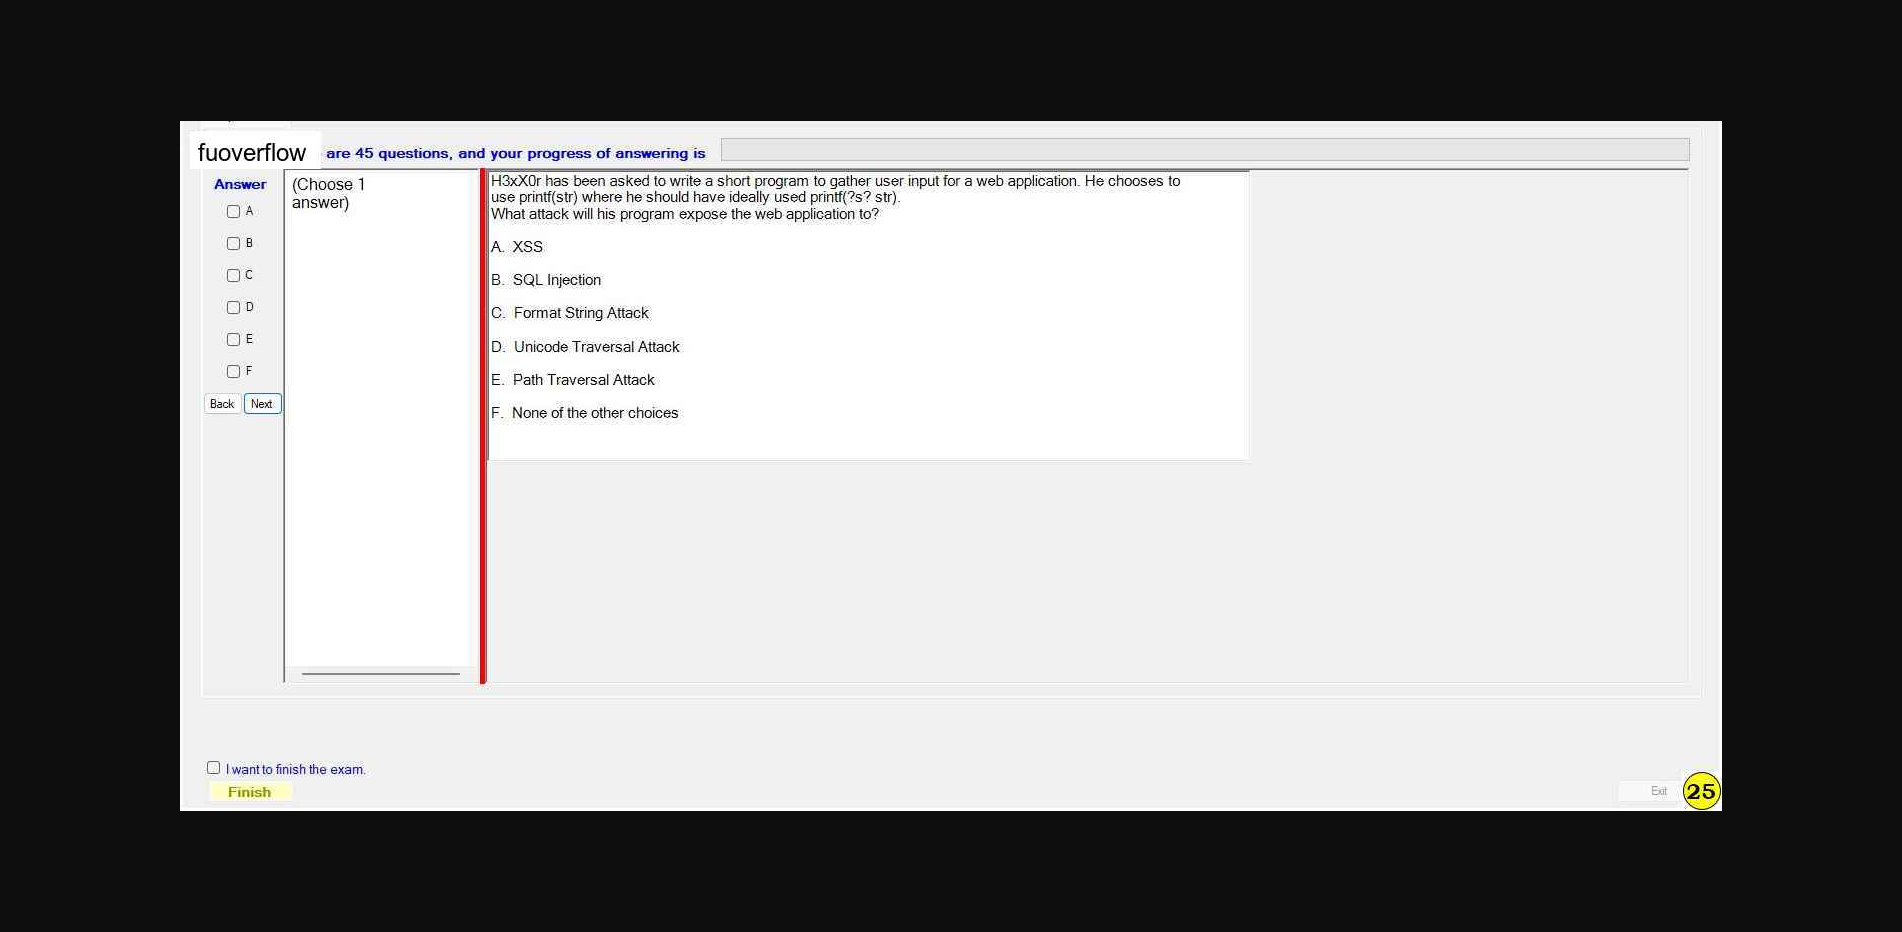 fuoverflow are 45 questions, and your progress of answering is
Answer
(Choose 1
answer)
A
B
C
D
E
F
Back Next
H3xX0r has been asked to write a short program to gather user input for a web application. He chooses to
use printf(str) where he should have ideally used printf(?s? str).
What attack will his program expose the web application to?
A. XSS
B. SQL Injection
C. Format String Attack
D. Unicode Traversal Attack
E. Path Traversal Attack
F. None of the other choices
I want to finish the exam.
Finish
Exit
25